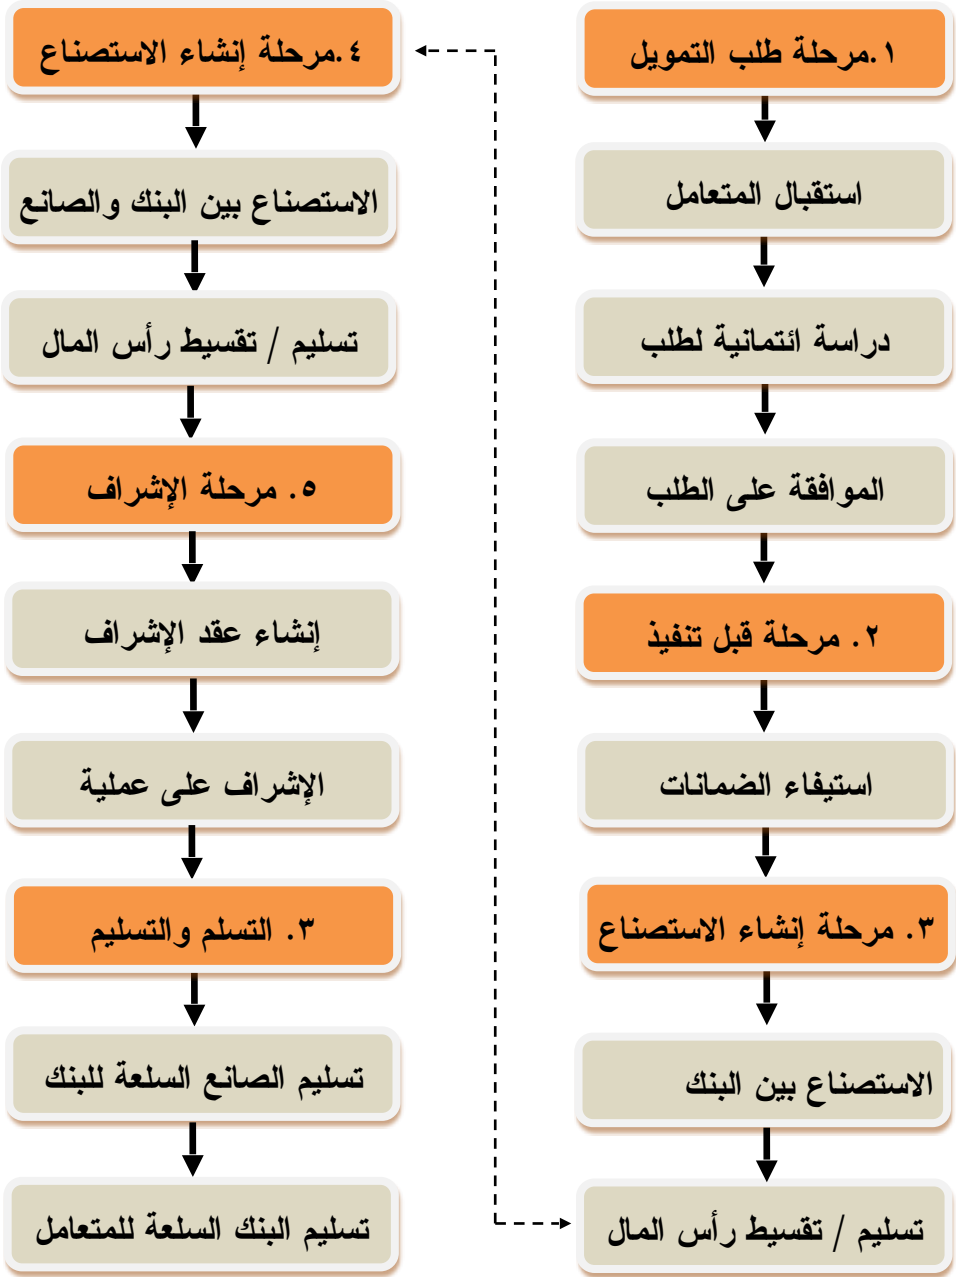 ١.مرحلة طلب التمويل
استقبال المتعامل
دراسة ائتمانية لطلب
الموافقة على الطلب
٢. مرحلة قبل تنفيذ
استيفاء الضمانات
٣. مرحلة إنشاء الاستصناع
الاستصناع بين البنك
تسليم / تقسيط رأس المال
٤.مرحلة إنشاء الاستصناع
الاستصناع بين البنك والصانع
تسليم / تقسيط رأس المال
٥. مرحلة الإشراف
إنشاء عقد الإشراف
الإشراف على عملية
٣. التسلم والتسليم
تسليم الصانع السلعة للبنك
تسليم البنك السلعة للمتعامل